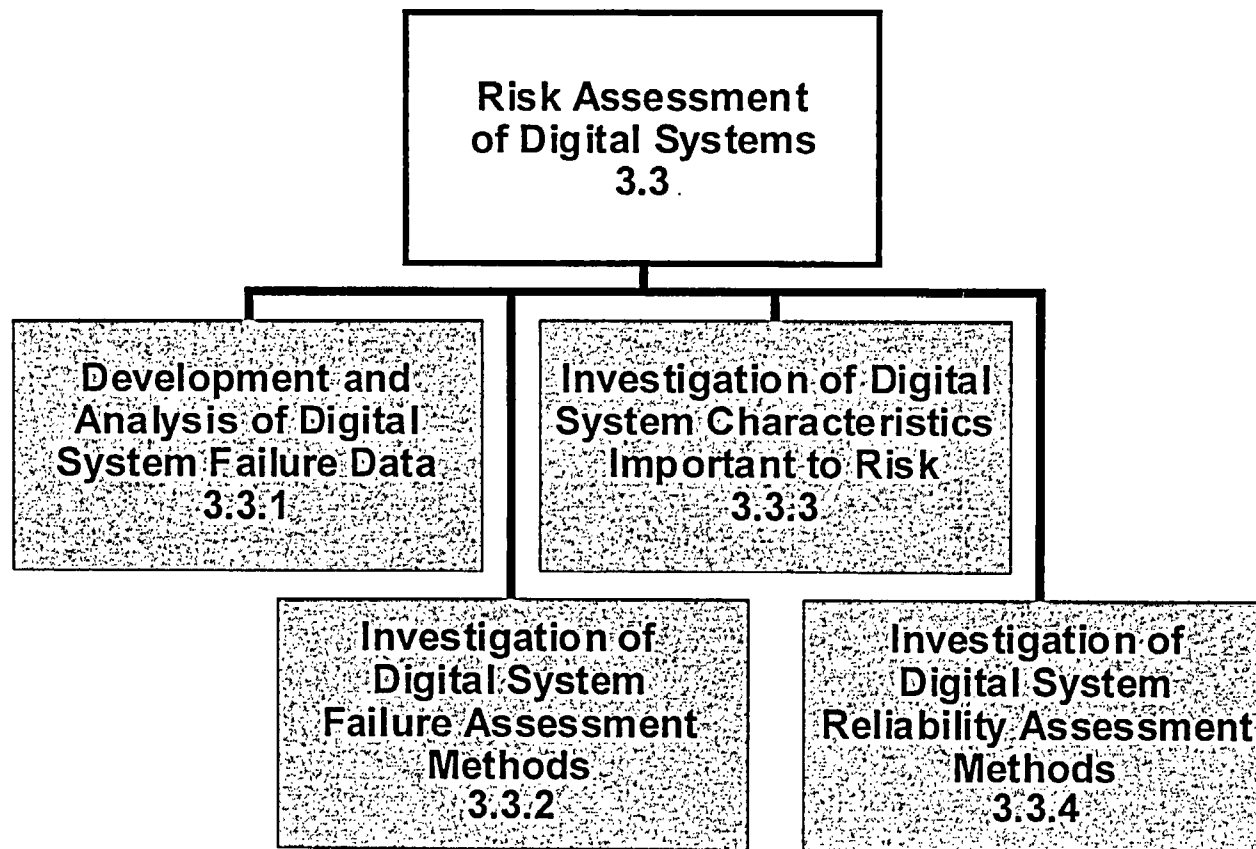 Risk Assessment
of Digital Systems
3.3
Development and
Analysis of Digital
System Failure Data
3.3.1
Investigation of Digital
System Characteristics
Important to Risk
3.3.3
Investigation of
Digital System
Failure Assessment
Methods
3.3.2
Investigation of
Digital System
Reliability Assessment
Methods
3.3.4